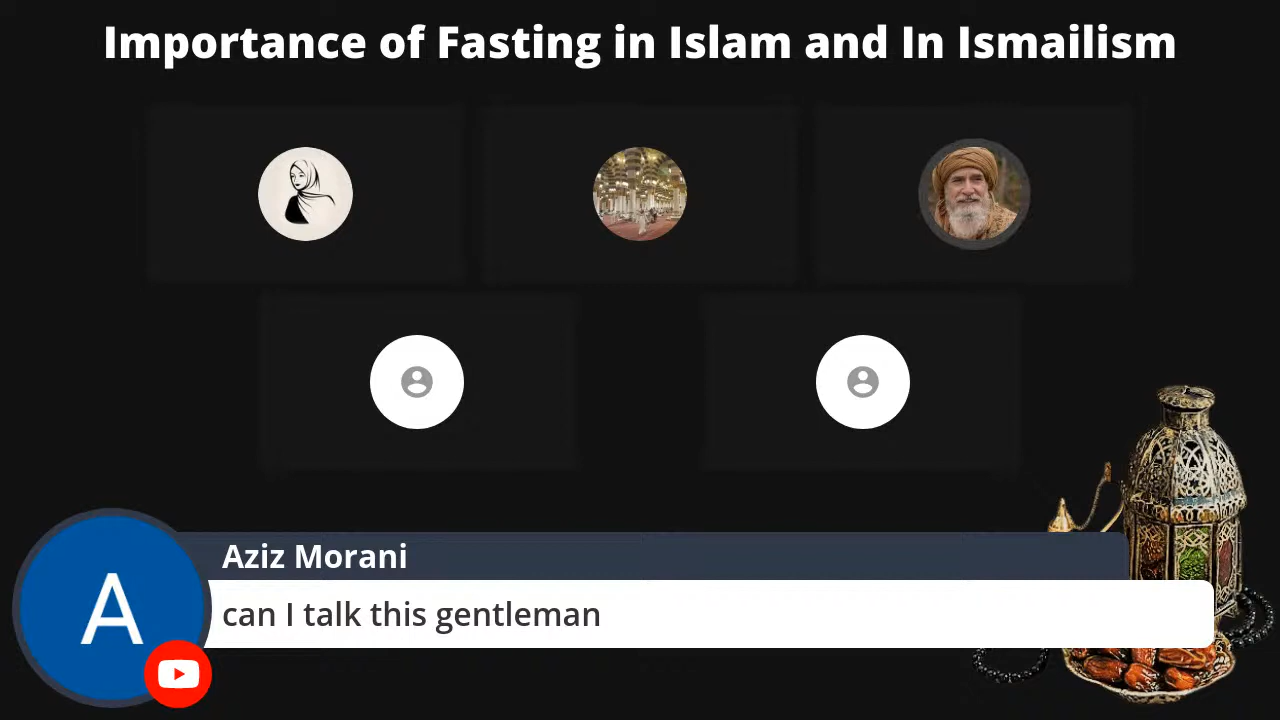 Importance of Fasting in Islam and In Ismailism
A
Aziz Morani
can I talk this gentleman